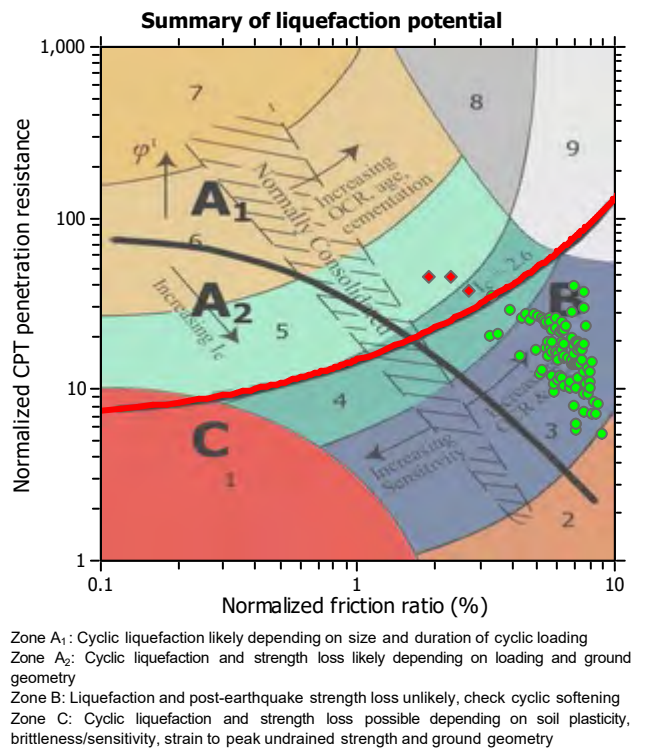 Summary of liquefaction potential
1,000
100
10
1
Normalized CPT penetration resistance
7
8
9
φ'
A1
6
A2
5
4
C
1
B
3
2
Normally Consolidated
Increasing
OCR, age,
cementation
Increasing Ic
Ic = 2.6
Increasing
Sensitivity
0.1
1
10
Normalized friction ratio (%)
Zone A1: Cyclic liquefaction likely depending on size and duration of cyclic loading
Zone A2: Cyclic liquefaction and strength loss likely depending on loading and ground
geometry
Zone B: Liquefaction and post-earthquake strength loss unlikely, check cyclic softening
Zone C: Cyclic liquefaction and strength loss possible depending on soil plasticity,
brittleness/sensitivity, strain to peak undrained strength and ground geometry